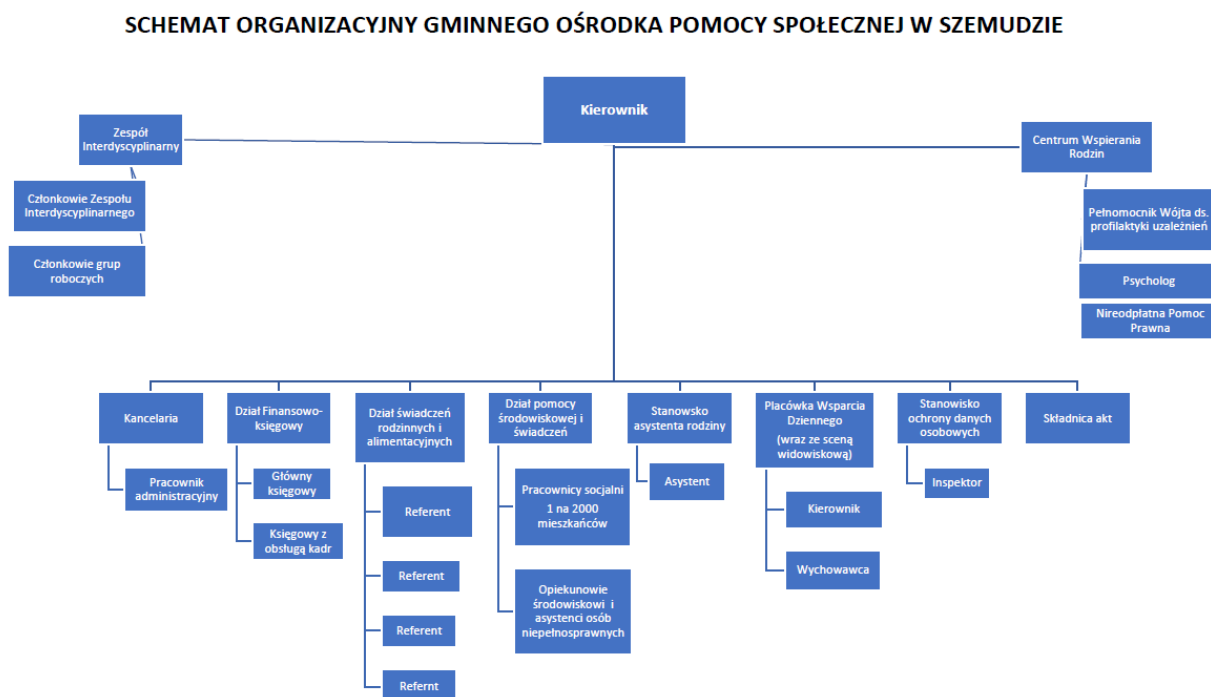 SCHEMAT ORGANIZACYJNY GMINNEGO OŚRODKA POMOCY SPOŁECZNEJ W SZEMUDZIE
Kierownik
Zespół
Interdyscyplinarny
Członkowie Zespołu
Interdyscyplinarnego
Członkowie grup
roboczych
Centrum Wspierania
Rodzin
Pełnomocnik Wójta ds.
profilaktyki uzależnień
Psycholog
Nireodpłatna Pomoc
Prawna
Kancelaria
Pracownik
administracyjny
Dział Finansowo-
księgowy
Główny
księgowy
Księgowy z
obsługą kadr
Dział świadczeń
rodzinnych i
alimentacyjnych
Referent
Referent
Referent
Refernt
Dział pomocy
środowiskowej i
świadczeń
Pracownicy socjalni
1 na 2000
mieszkańców
Opiekunowie
środowiskowi i
asystenci osób
niepełnosprawnych
Stanowsko
asystenta rodziny
Asystent
Placówka Wsparcia
Dziennego
(wraz ze sceną
widowiskową)
Kierownik
Wychowawca
Stanowisko
ochrony danych
osobowych
Inspektor
Składnica akt